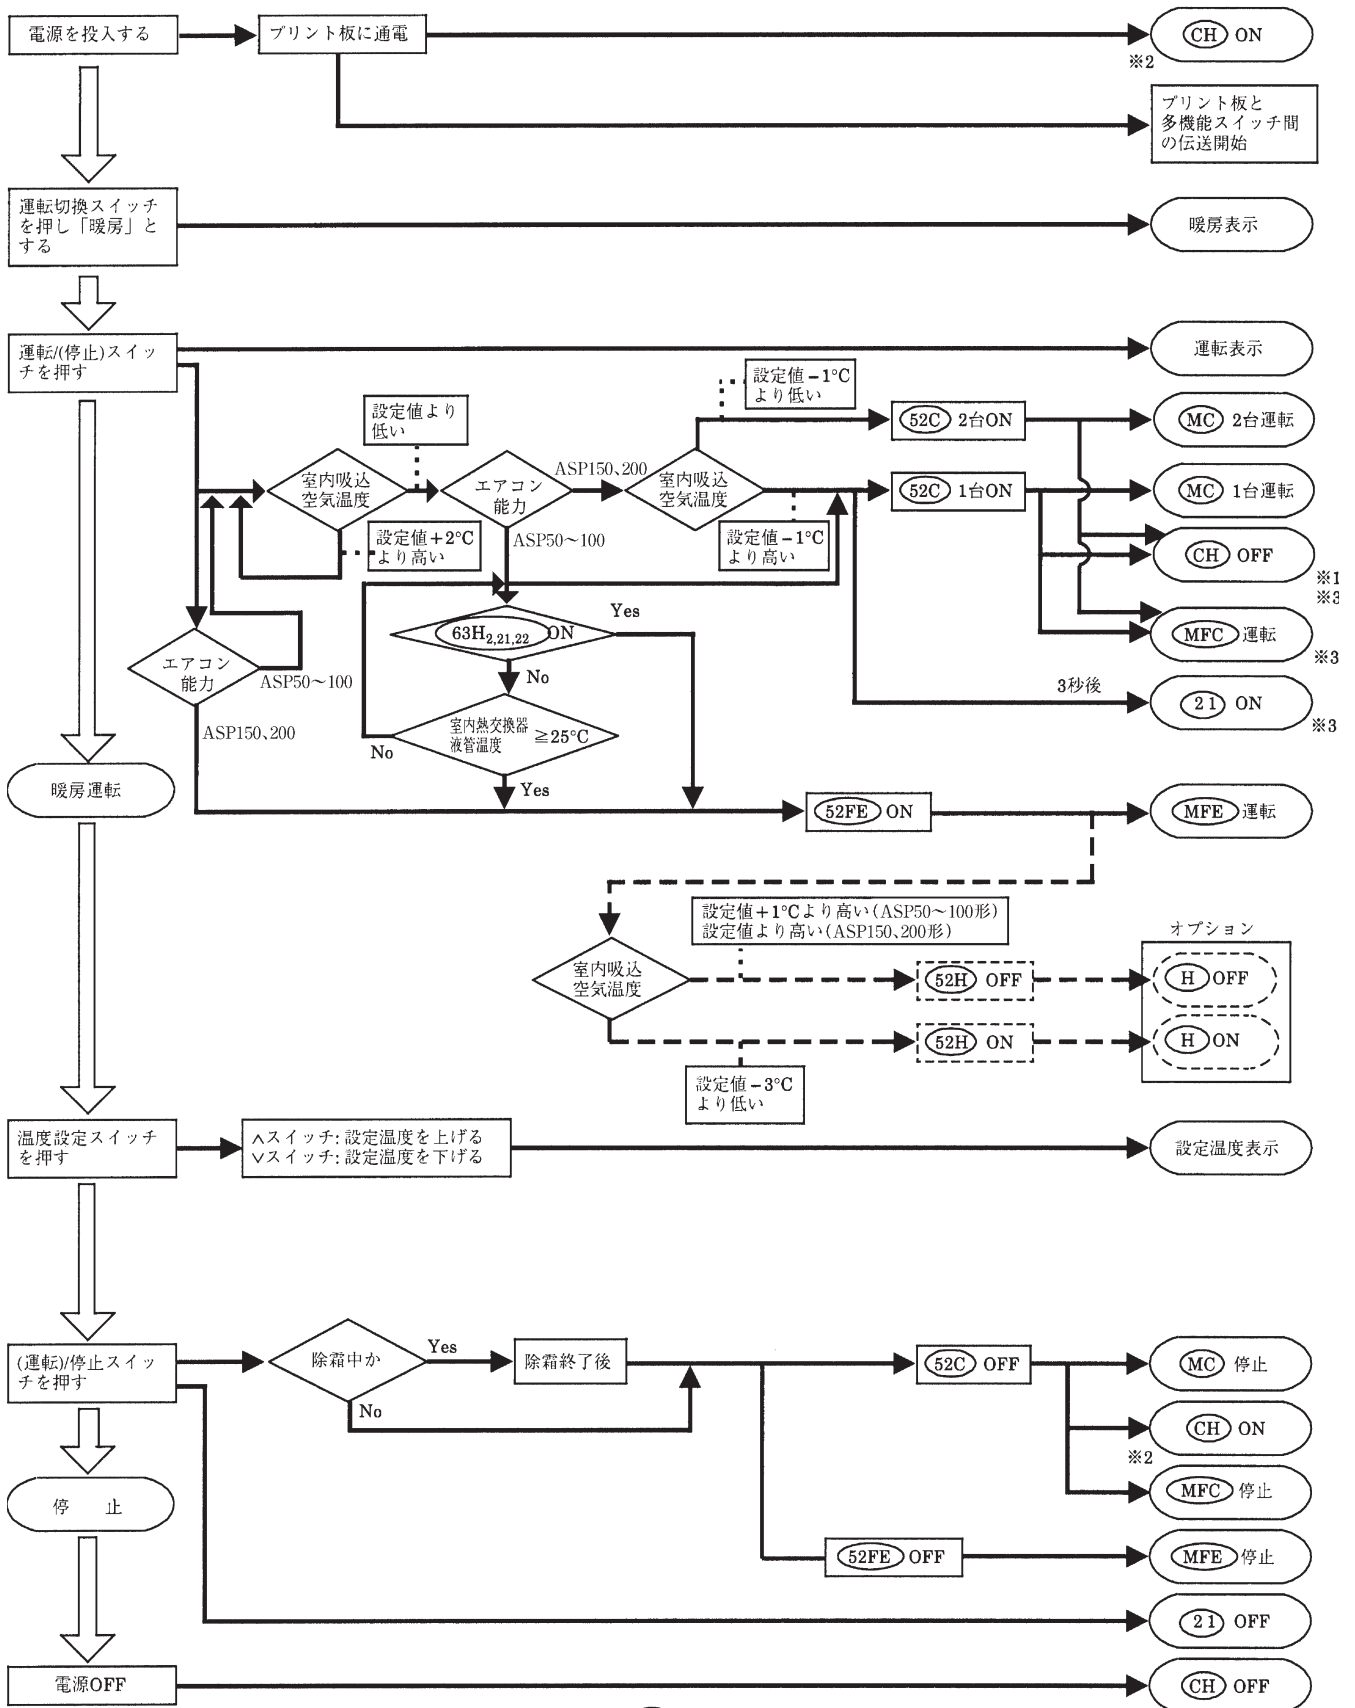 電源を投入する
プリント板に通電
CH ON
※2
プリント板と
多機能スイッチ間
の伝送開始
運転切換スイッチ
を押し「暖房」と
する
暖房表示
運転/(停止)スイッ
チを押す
運転表示
設定値－1°C
より低い
設定値より
低い
52C 2台ON
MC 2台運転
室内吸込
空気温度
エアコン
能力
ASP150、200
室内吸込
空気温度
52C 1台ON
MC 1台運転
設定値＋2°C
より高い
ASP50～100
設定値－1°C
より高い
CH OFF
※1
※3
63H2,21,22 ON
Yes
No
MFC 運転
※3
エアコン
能力
ASP50～100
ASP150、200
室内熱交換器
液管温度
≧25°C
No
Yes
3秒後
21 ON
※3
暖房運転
52FE ON
MFE 運転
設定値＋1°Cより高い(ASP50～100形)
設定値より高い(ASP150、200形)
オプション
室内吸込
空気温度
52H OFF
H OFF
52H ON
H ON
設定値－3°C
より低い
温度設定スイッチ
を押す
∧スイッチ: 設定温度を上げる
∨スイッチ: 設定温度を下げる
設定温度表示
(運転)/停止スイッ
チを押す
除霜中か
Yes
No
除霜終了後
52C OFF
MC 停止
CH ON
※2
MFC 停止
停 止
52FE OFF
MFE 停止
21 OFF
電源OFF
CH OFF